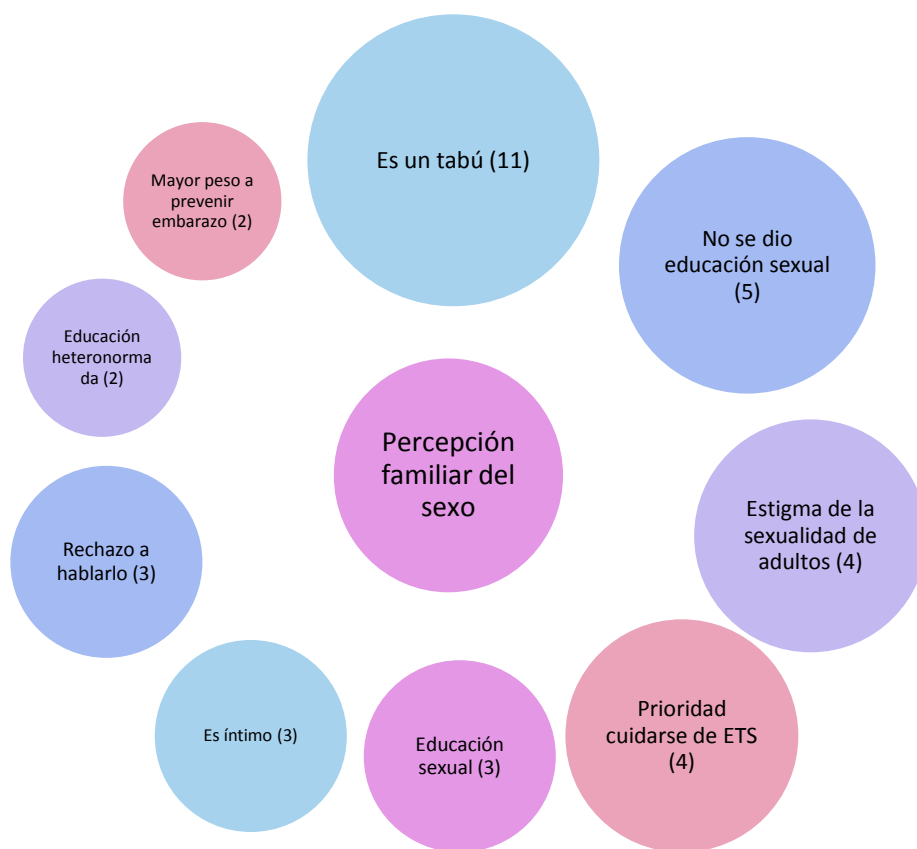 Es un tabú (11)
Mayor peso a
prevenir
embarazo (2)
No se dio
educación sexual
(5)
Educación
heteronorma
da (2)
Percepción
familiar del
sexo
Estigma de la
sexualidad de
adultos (4)
Rechazo a
hablarlo (3)
Prioridad
cuidarse de ETS
(4)
Es íntimo (3)
Educación
sexual (3)